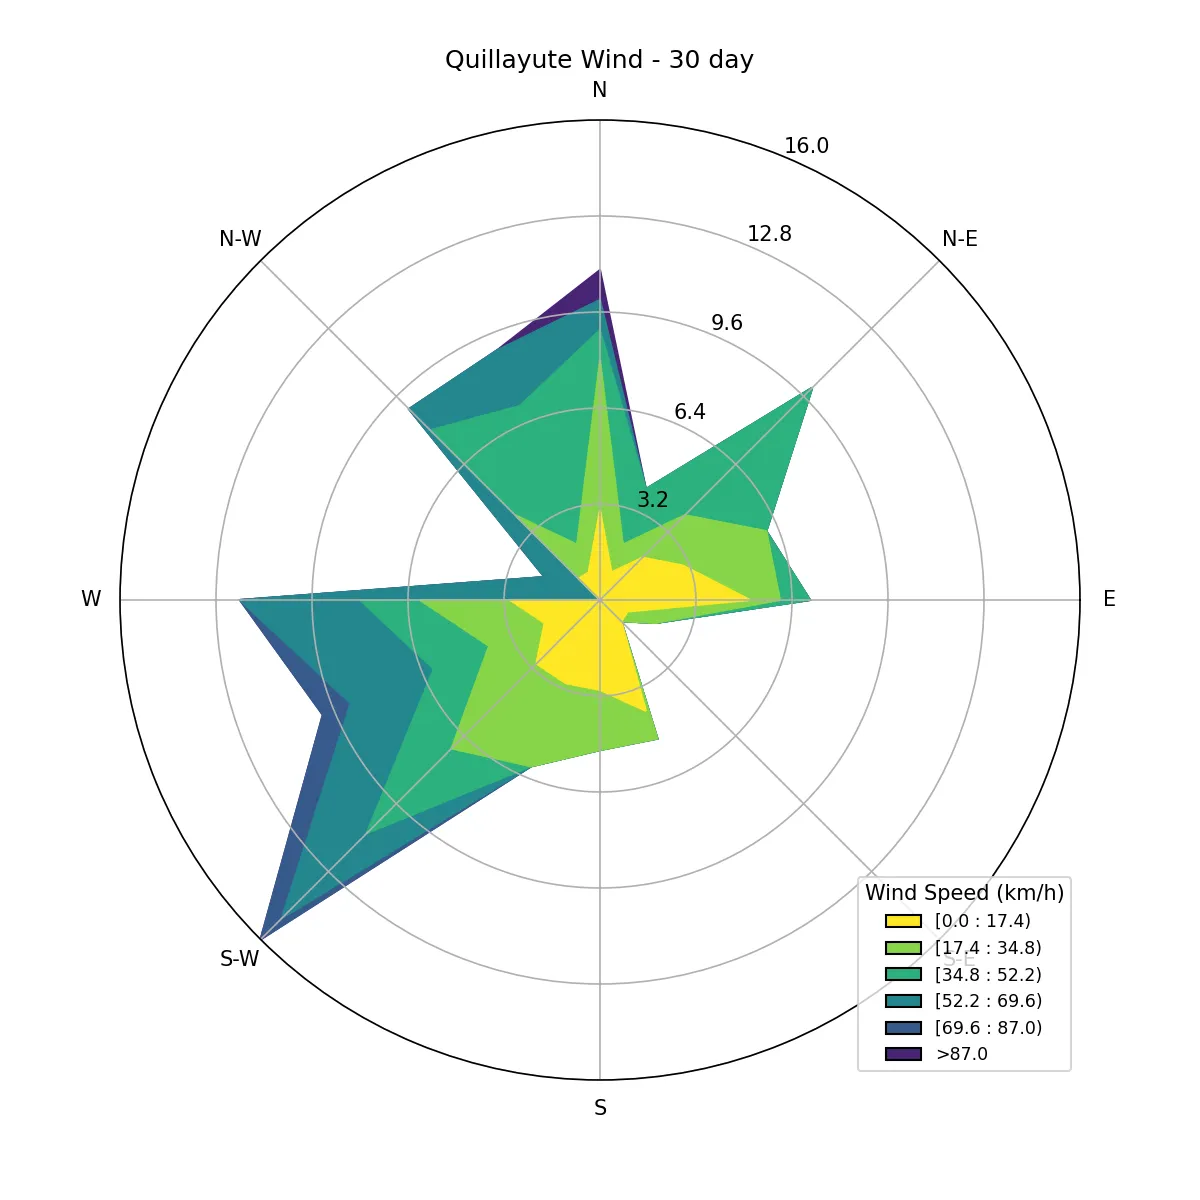 Quillayute Wind - 30 day
N
16.0
N-W
12.8
N-E
9.6
6.4
3.2
W
E
S-W
S-E
S
Wind Speed (km/h)
[0.0 : 17.4)
[17.4 : 34.8)
[34.8 : 52.2)
[52.2 : 69.6)
[69.6 : 87.0)
>87.0